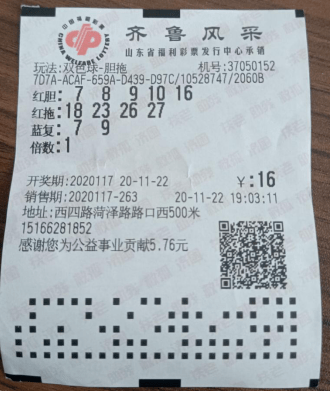 中国福利彩票
CHINA WELFARE LOTTERY
齐鲁风采
山东省福利彩票发行中心承销
玩法:双色球-胆拖 机号:37050152
7D7A-ACAF-659A-D439-D97C/10528747/2060B
红胆: 7 8 9 10 16
红拖:18 23 26 27
蓝复: 7 9
倍数:1
开奖期:2020117 20-11-22 ¥:16
销售期:2020117-263 20-11-22 19:03:11
地址:西四路菏泽路路口西500米
15166281852
感谢您为公益事业贡献5.76元